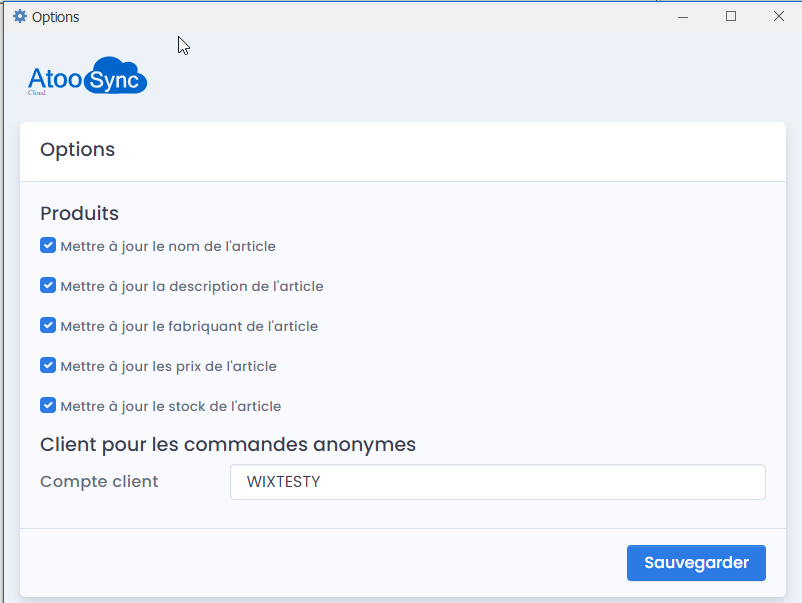 Options
Atoo Sync
Cloud
Options
Produits
Mettre à jour le nom de l'article
Mettre à jour la description de l'article
Mettre à jour le fabriquant de l'article
Mettre à jour les prix de l'article
Mettre à jour le stock de l'article
Client pour les commandes anonymes
Compte client WIXTESTY
Sauvegarder